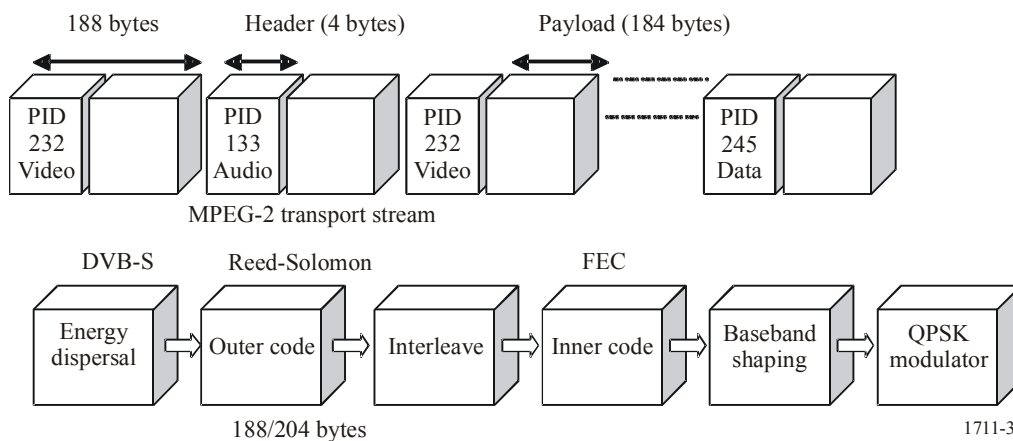 188 bytes
Header (4 bytes)
Payload (184 bytes)
PID
232
Video
PID
133
Audio
PID
232
Video
PID
245
Data
MPEG-2 transport stream
DVB-S
Reed-Solomon
FEC
Energy
dispersal
Outer code
Interleave
Inner code
Baseband
shaping
QPSK
modulator
188/204 bytes
1711-3